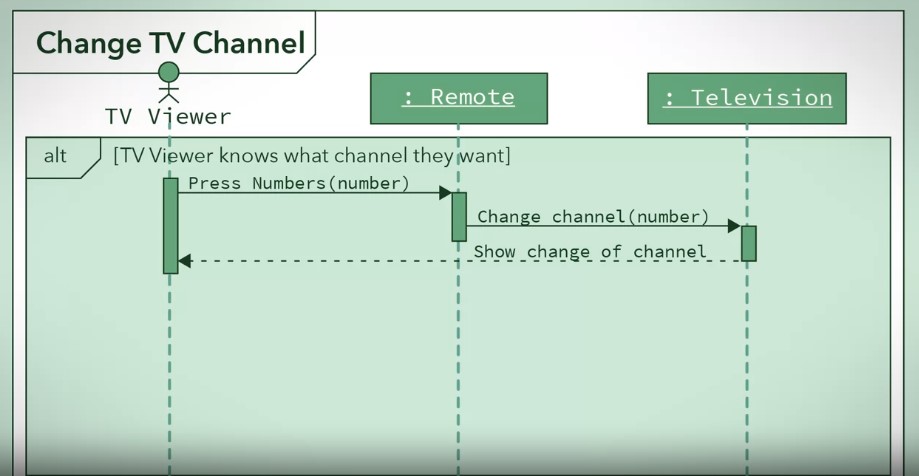 Change TV Channel
TV Viewer
: Remote
: Television
alt
[TV Viewer knows what channel they want]
Press Numbers(number)
Change channel(number)
Show change of channel